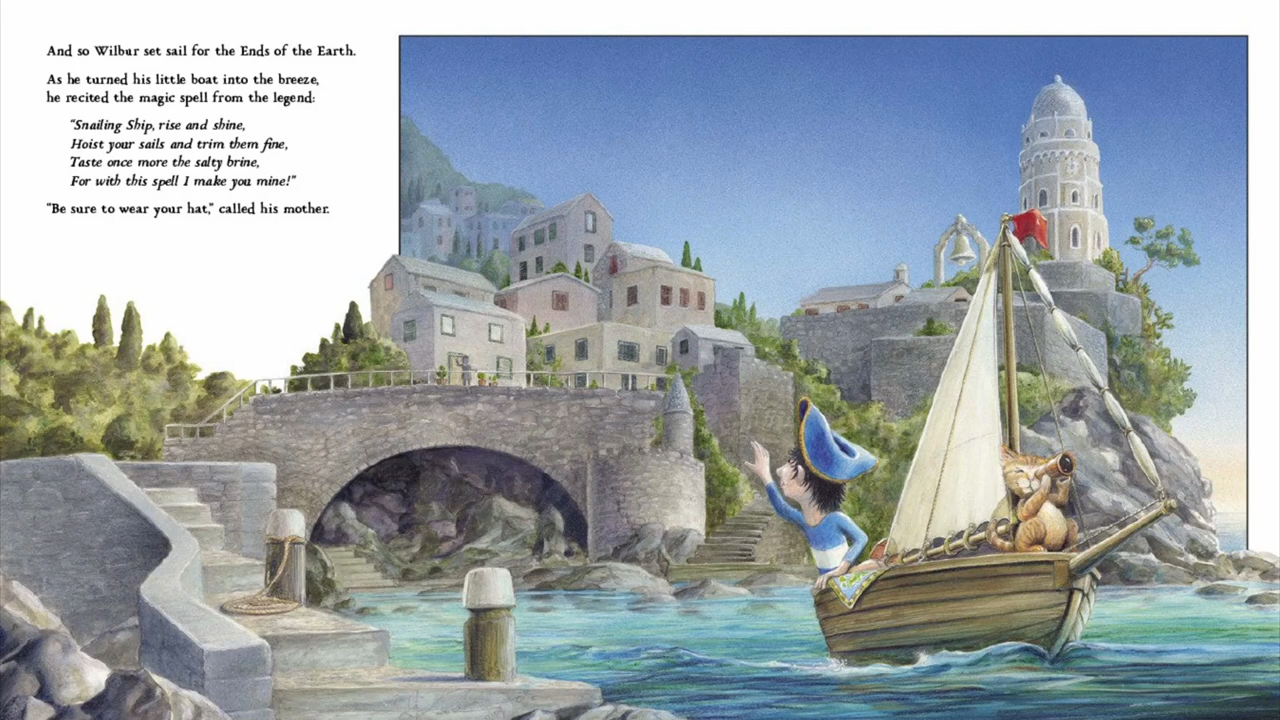 And so Wilbur set sail for the Ends of the Earth.
As he turned his little boat into the breeze,
he recited the magic spell from the legend:
“Snailing Ship, rise and shine,
Hoist your sails and trim them fine,
Taste once more the salty brine,
For with this spell I make you mine!”
“Be sure to wear your hat,” called his mother.